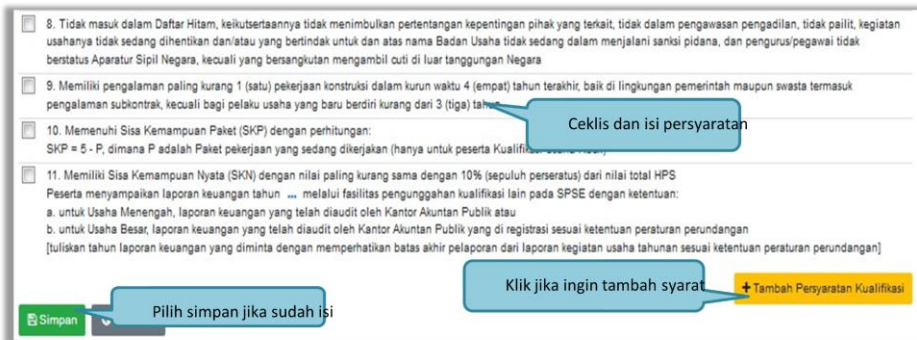 8. Tidak masuk dalam Daftar Hitam, keikutsertaannya tidak menimbulkan pertentangan kepentingan pihak yang terkait, tidak dalam pengawasan pengadilan, tidak pailit, kegiatan
usahanya tidak sedang dihentikan dan/atau yang bertindak untuk dan atas nama Badan Usaha tidak sedang dalam menjalani sanksi pidana, dan pengurus/pegawai tidak
berstatus Aparatur Sipil Negara, kecuali yang bersangkutan mengambil cuti di luar tanggungan Negara
9. Memiliki pengalaman paling kurang 1 (satu) pekerjaan konstruksi dalam kurun waktu 4 (empat) tahun terakhir, baik di lingkungan pemerintah maupun swasta termasuk
pengalaman subkontrak, kecuali bagi pelaku usaha yang baru berdiri kurang dari 3 (tiga)
Ceklis dan isi persyaratan
10. Memenuhi Sisa Kemampuan Paket (SKP) dengan perhitungan:
SKP = 5 - P, dimana P adalah Paket pekerjaan yang sedang dikerjakan (hanya untuk peserta
11. Memiliki Sisa Kemampuan Nyata (SKN) dengan nilai paling kurang sama dengan 10% (sepuluh perseratus) dari nilai total HPS
Peserta menyampaikan laporan keuangan tahun ... melalui fasilitas pengunggahan kualifikasi lain pada SPSE dengan ketentuan:
a. untuk Usaha Menengah, laporan keuangan yang telah diaudit oleh Kantor Akuntan Publik atau
b. untuk Usaha Besar, laporan keuangan yang telah diaudit oleh Kantor Akuntan Publik yang di registrasi sesuai ketentuan peraturan perundangan
[tuliskan tahun laporan keuangan yang diminta dengan memperhatikan batas akhir pelaporan dari laporan kegiatan usaha tahunan sesuai ketentuan peraturan perundangan]
Klik jika ingin tambah syarat
+ Tambah Persyaratan Kualifikasi
Pilih simpan jika sudah isi
Simpan